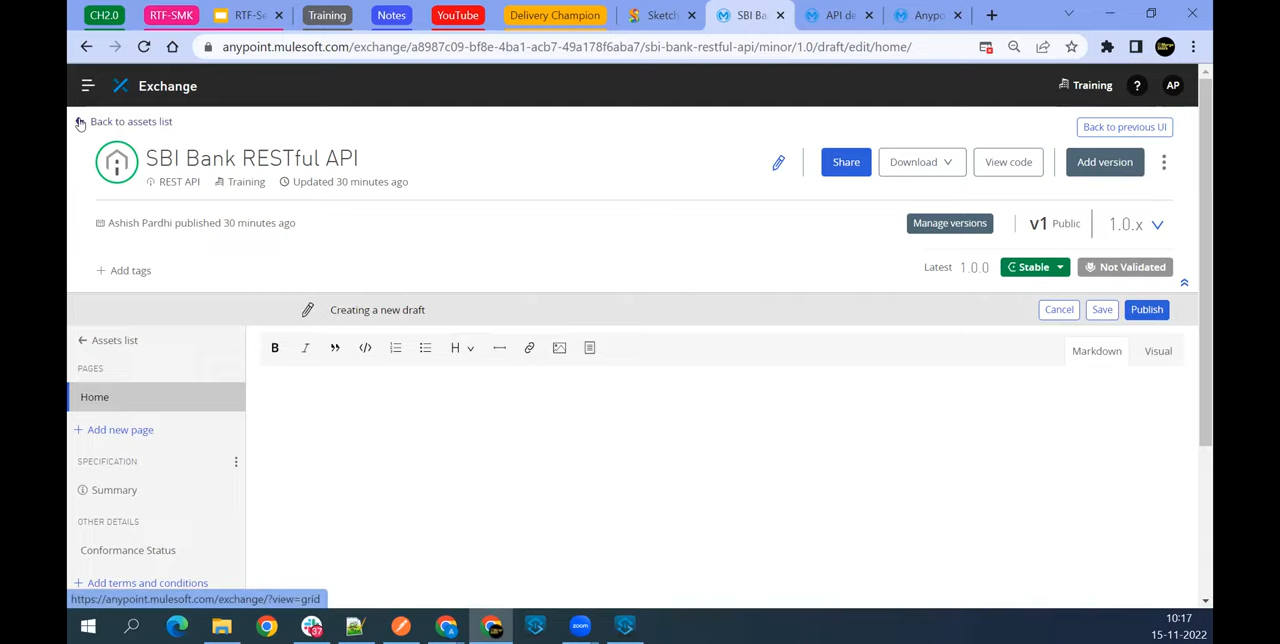 CH2.0 RTF-SMK RTF-Se Training Notes YouTube Delivery Champion Sketch SBI Ba API de Anypo
anypoint.mulesoft.com/exchange/a8987c09-bf8e-4ba1-acb7-49a178f6aba7/sbi-bank-restful-api/minor/1.0/draft/edit/home/
Exchange Training ? AP
Back to assets list Back to previous UI
SBI Bank RESTful API Share Download View code Add version
REST API Training Updated 30 minutes ago
Ashish Pardhi published 30 minutes ago Manage versions v1 Public 1.0.x
+ Add tags Latest 1.0.0 Stable Not Validated
Creating a new draft Cancel Save Publish
Assets list B I H Markdown Visual
PAGES
Home
+ Add new page
SPECIFICATION
Summary
OTHER DETAILS
Conformance Status
+ Add terms and conditions
https://anypoint.mulesoft.com/exchange/?view=grid
37 A zoom 10:17
15-11-2022